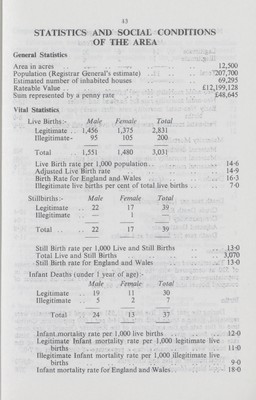 13
STATISTICS AND SOCIAL CONDITIONS
OF THE AREA
General Statistics
Area in acres .. 12,500
Population (Registrar General's estimate) .. 207,700
Estimated number of inhabited houses .. 69,295
Rateable Value .. £12,199,128
Sum represented by a penny rate .. £48,645
Vital Statistics
Live Births:- Male Female Total
Legitimate .. 1,456 1,375 2,831
Illegitimate 95 105 200
Total .. 1,551 1,480 3,031
Live Birth rate per 1,000 population .. 14·6
Adjusted Live Birth rate .. 14·9
Birth Rate for England and Wales .. 16·3
Illegitimate live births per cent of total live births .. 7·0
Stillbirths:- Male Female Total
Legitimate .. 22 17 39
Illegitimate .. — 1 —
Total .. 22 17 39
Still Birth rate per 1,000 Live and Still Births .. 13·0
Total Live and Still Births .. 3,070
Still Birth rate for England and Wales .. 13·0
Infant Deaths (under 1 year of age):-
Male Female Total
Legitimate .. 19 11 30
Illegitimate .. 5 2 7
Total .. 24 13 37
Infant mortality rate per 1,000 live births .. 12·0
Legitimate Infant mortality rate per 1,000 legitimate live
births .. 11·0
Illegitimate Infant mortality rate per 1,000 illegitimate live
births .. 9·0
Infant mortality rate for England and Wales .. 18·0